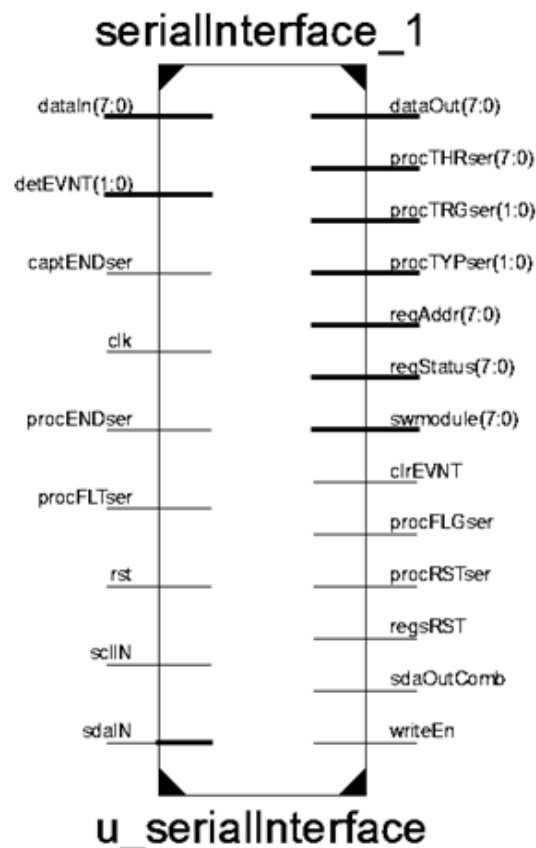 serialInterface_1
dataIn(7:0)
detEVNT(1:0)
captENDser
clk
procENDser
procFLTser
rst
sclIN
sdaIN
dataOut(7:0)
procTHRser(7:0)
procTRGser(1:0)
procTYPser(1:0)
regAddr(7:0)
regStatus(7:0)
swmodule(7:0)
clrEVNT
procFLGser
procRSTser
regsRST
sdaOutComb
writeEn
u_serialInterface